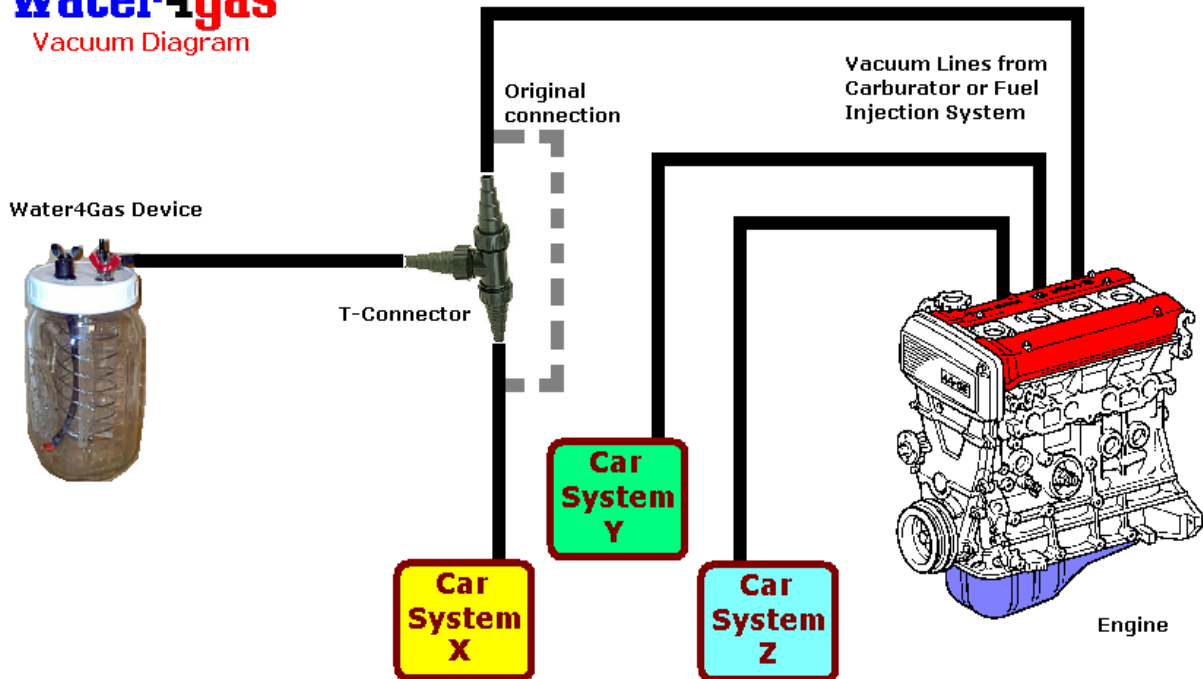 Water4gas
Vacuum Diagram
Original
connection
Vacuum Lines from
Carburator or Fuel
Injection System
Water4Gas Device
T-Connector
Car
System
Y
Car
System
X
Car
System
Z
Engine